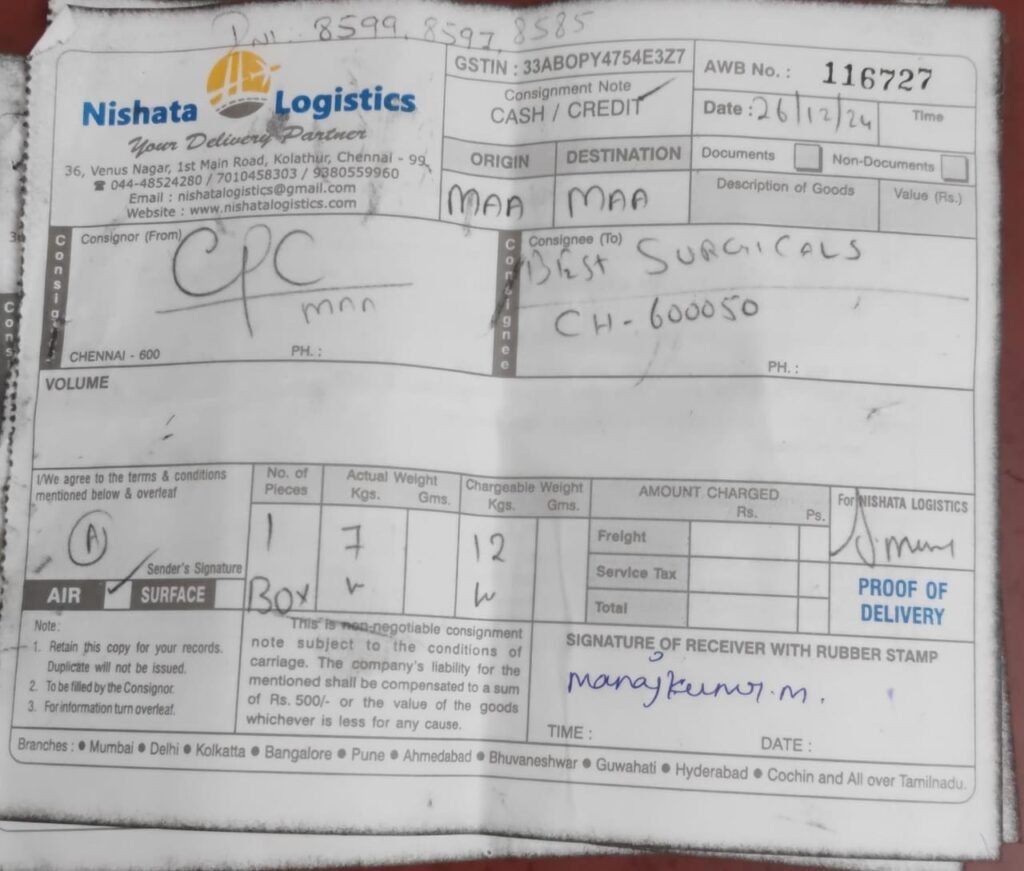 8599, 8597, 8585
Nishata Logistics
Your Delivery Partner
36, Venus Nagar, 1st Main Road, Kolathur, Chennai - 99
☎ 044-48524280 / 7010458303 / 9380559960
Email : nishatalogistics@gmail.com
Website : www.nishatalogistics.com
GSTIN : 33ABOPY4754E3Z7
Consignment Note
CASH / CREDIT
AWB No. : 116727
Date : 26/12/24 Time
ORIGIN DESTINATION
MAA MAA
Documents Non-Documents
Description of Goods Value (Rs.)
Consignor
Consignor (From)
CPC
MAA
CHENNAI - 600 PH. :
Consignee
Consignee (To)
BEST SURGICALS
CH- 600050
PH. :
VOLUME
I/We agree to the terms & conditions
mentioned below & overleaf
A
Sender's Signature
AIR SURFACE
No. of Pieces
1
BOX
Actual Weight
Kgs. Gms.
7
Chargeable Weight
Kgs. Gms.
12
AMOUNT CHARGED
Rs. Ps.
Freight
Service Tax
Total
For NISHATA LOGISTICS
PROOF OF
DELIVERY
Note:
1. Retain this copy for your records.
Duplicate will not be issued.
2. To be filled by the Consignor.
3. For information turn overleaf.
This is non-negotiable consignment
note subject to the conditions of
carriage. The company's liability for the
mentioned shall be compensated to a sum
of Rs. 500/- or the value of the goods
whichever is less for any cause.
SIGNATURE OF RECEIVER WITH RUBBER STAMP
manojkumar.m.
TIME : DATE :
Branches : ● Mumbai ● Delhi ● Kolkatta ● Bangalore ● Pune ● Ahmedabad ● Bhuvaneshwar ● Guwahati ● Hyderabad ● Cochin and All over Tamilnadu.